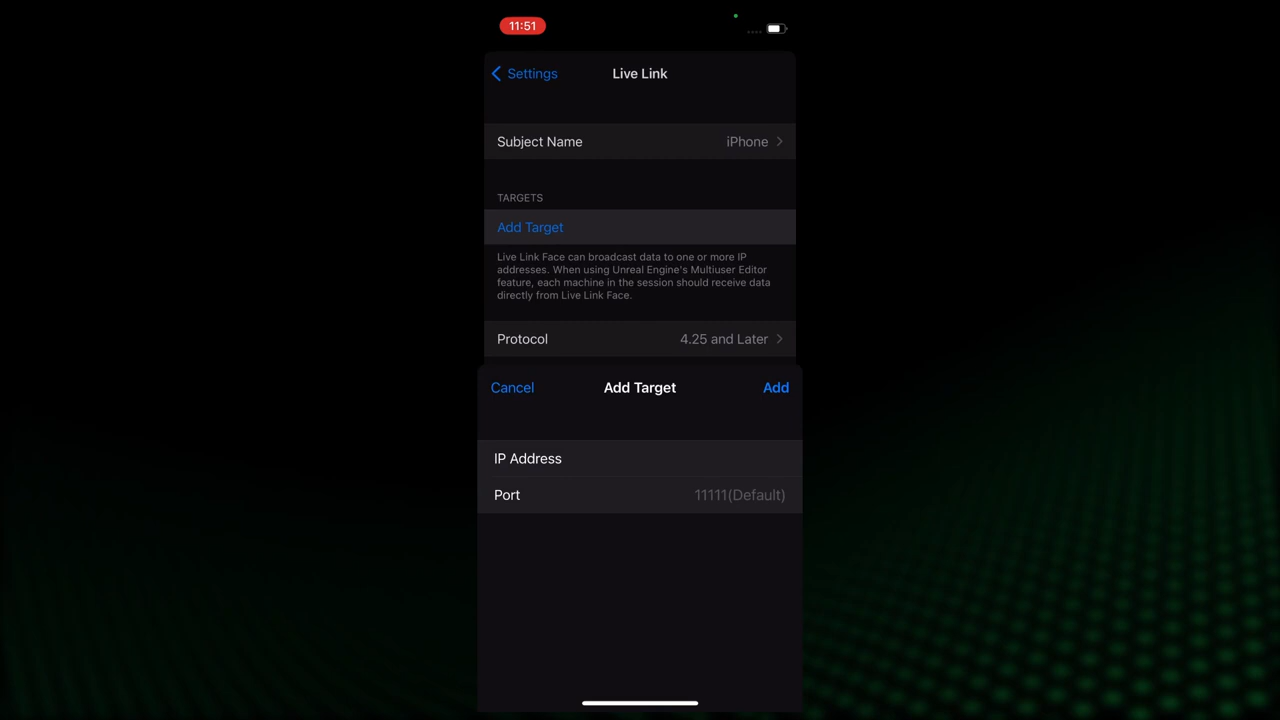 11:51
Settings
Live Link
Subject Name
iPhone
TARGETS
Add Target
Live Link Face can broadcast data to one or more IP
addresses. When using Unreal Engine's Multiuser Editor
feature, each machine in the session should receive data
directly from Live Link Face.
Protocol
4.25 and Later
Cancel
Add Target
Add
IP Address
Port
11111(Default)